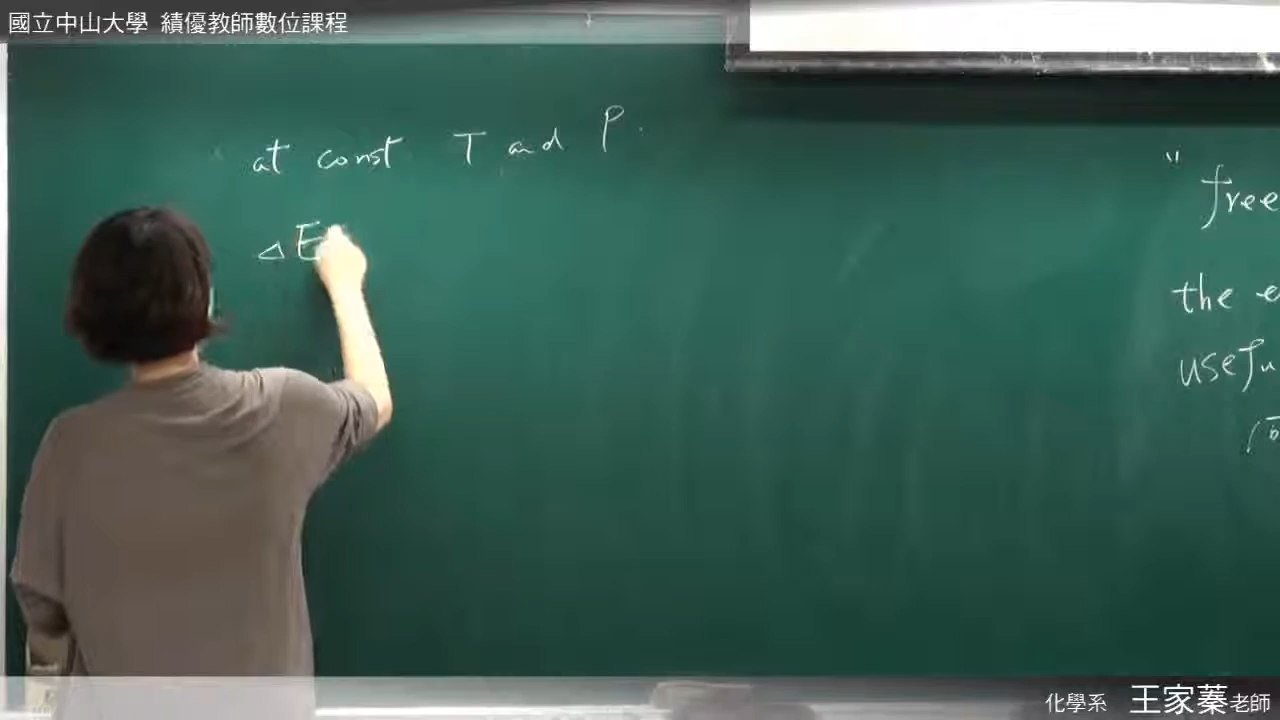 國立中山大學 績優教師數位課程
at const T and P.
ΔE
"free
the e
usefu
化學系 王家蓁老師